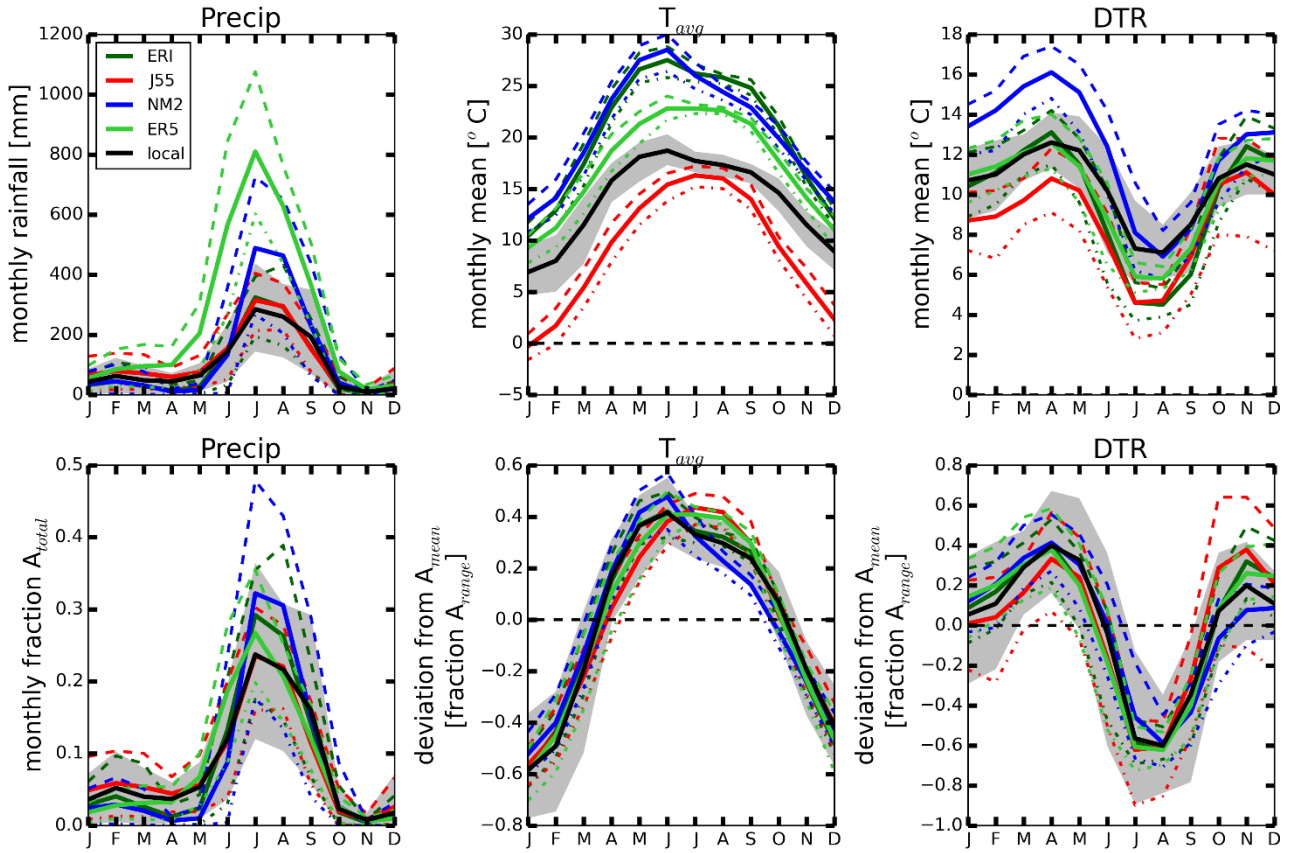 Precip
T_avg
DTR
monthly rainfall [mm]
1200
1000
800
600
400
200
0
ERI
J55
NM2
ER5
local
J F M A M J J A S O N D
monthly mean [° C]
30
25
20
15
10
5
0
−5
J F M A M J J A S O N D
monthly mean [° C]
18
16
14
12
10
8
6
4
2
0
J F M A M J J A S O N D
Precip
T_avg
DTR
monthly fraction A_total
0.5
0.4
0.3
0.2
0.1
0.0
J F M A M J J A S O N D
deviation from A_mean
[fraction A_range]
0.6
0.4
0.2
0.0
−0.2
−0.4
−0.6
−0.8
J F M A M J J A S O N D
deviation from A_mean
[fraction A_range]
0.8
0.6
0.4
0.2
0.0
−0.2
−0.4
−0.6
−0.8
−1.0
J F M A M J J A S O N D